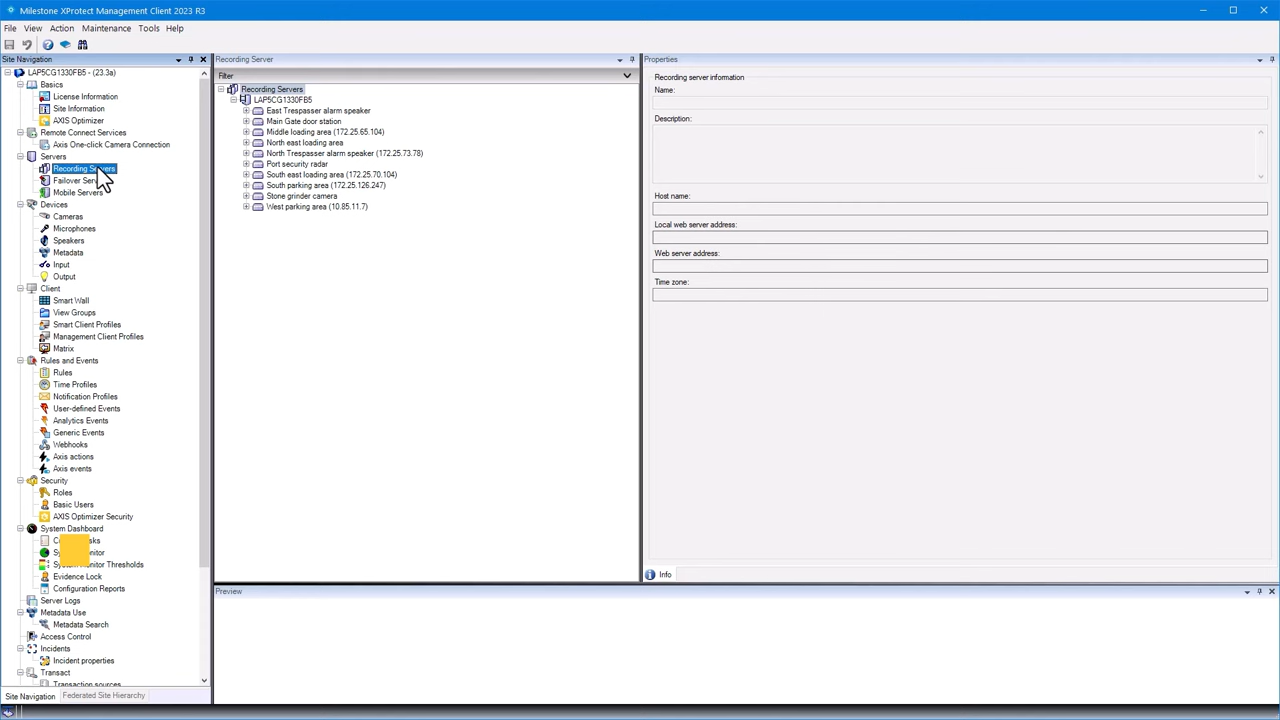 Milestone XProtect Management Client 2023 R3
File View Action Maintenance Tools Help
Site Navigation
LAP5CG1330FB5 - (23.3a)
Basics
License Information
Site Information
AXIS Optimizer
Remote Connect Services
Axis One-click Camera Connection
Servers
Recording Servers
Failover Serv
Mobile Servers
Devices
Cameras
Microphones
Speakers
Metadata
Input
Output
Client
Smart Wall
View Groups
Smart Client Profiles
Management Client Profiles
Matrix
Rules and Events
Rules
Time Profiles
Notification Profiles
User-defined Events
Analytics Events
Generic Events
Webhooks
Axis actions
Axis events
Security
Roles
Basic Users
AXIS Optimizer Security
System Dashboard
System Monitor Thresholds
Evidence Lock
Configuration Reports
Server Logs
Metadata Use
Metadata Search
Access Control
Incidents
Incident properties
Transact
Transaction sources
Site Navigation Federated Site Hierarchy
Recording Server
Filter
Recording Servers
LAP5CG1330FB5
East Trespasser alarm speaker
Main Gate door station
Middle loading area (172.25.65.104)
North east loading area
North Trespasser alarm speaker (172.25.73.78)
Port security radar
South east loading area (172.25.70.104)
South parking area (172.25.126.247)
Stone grinder camera
West parking area (10.85.11.7)
Properties
Recording server information
Name:
Description:
Host name:
Local web server address:
Web server address:
Time zone:
Info
Preview